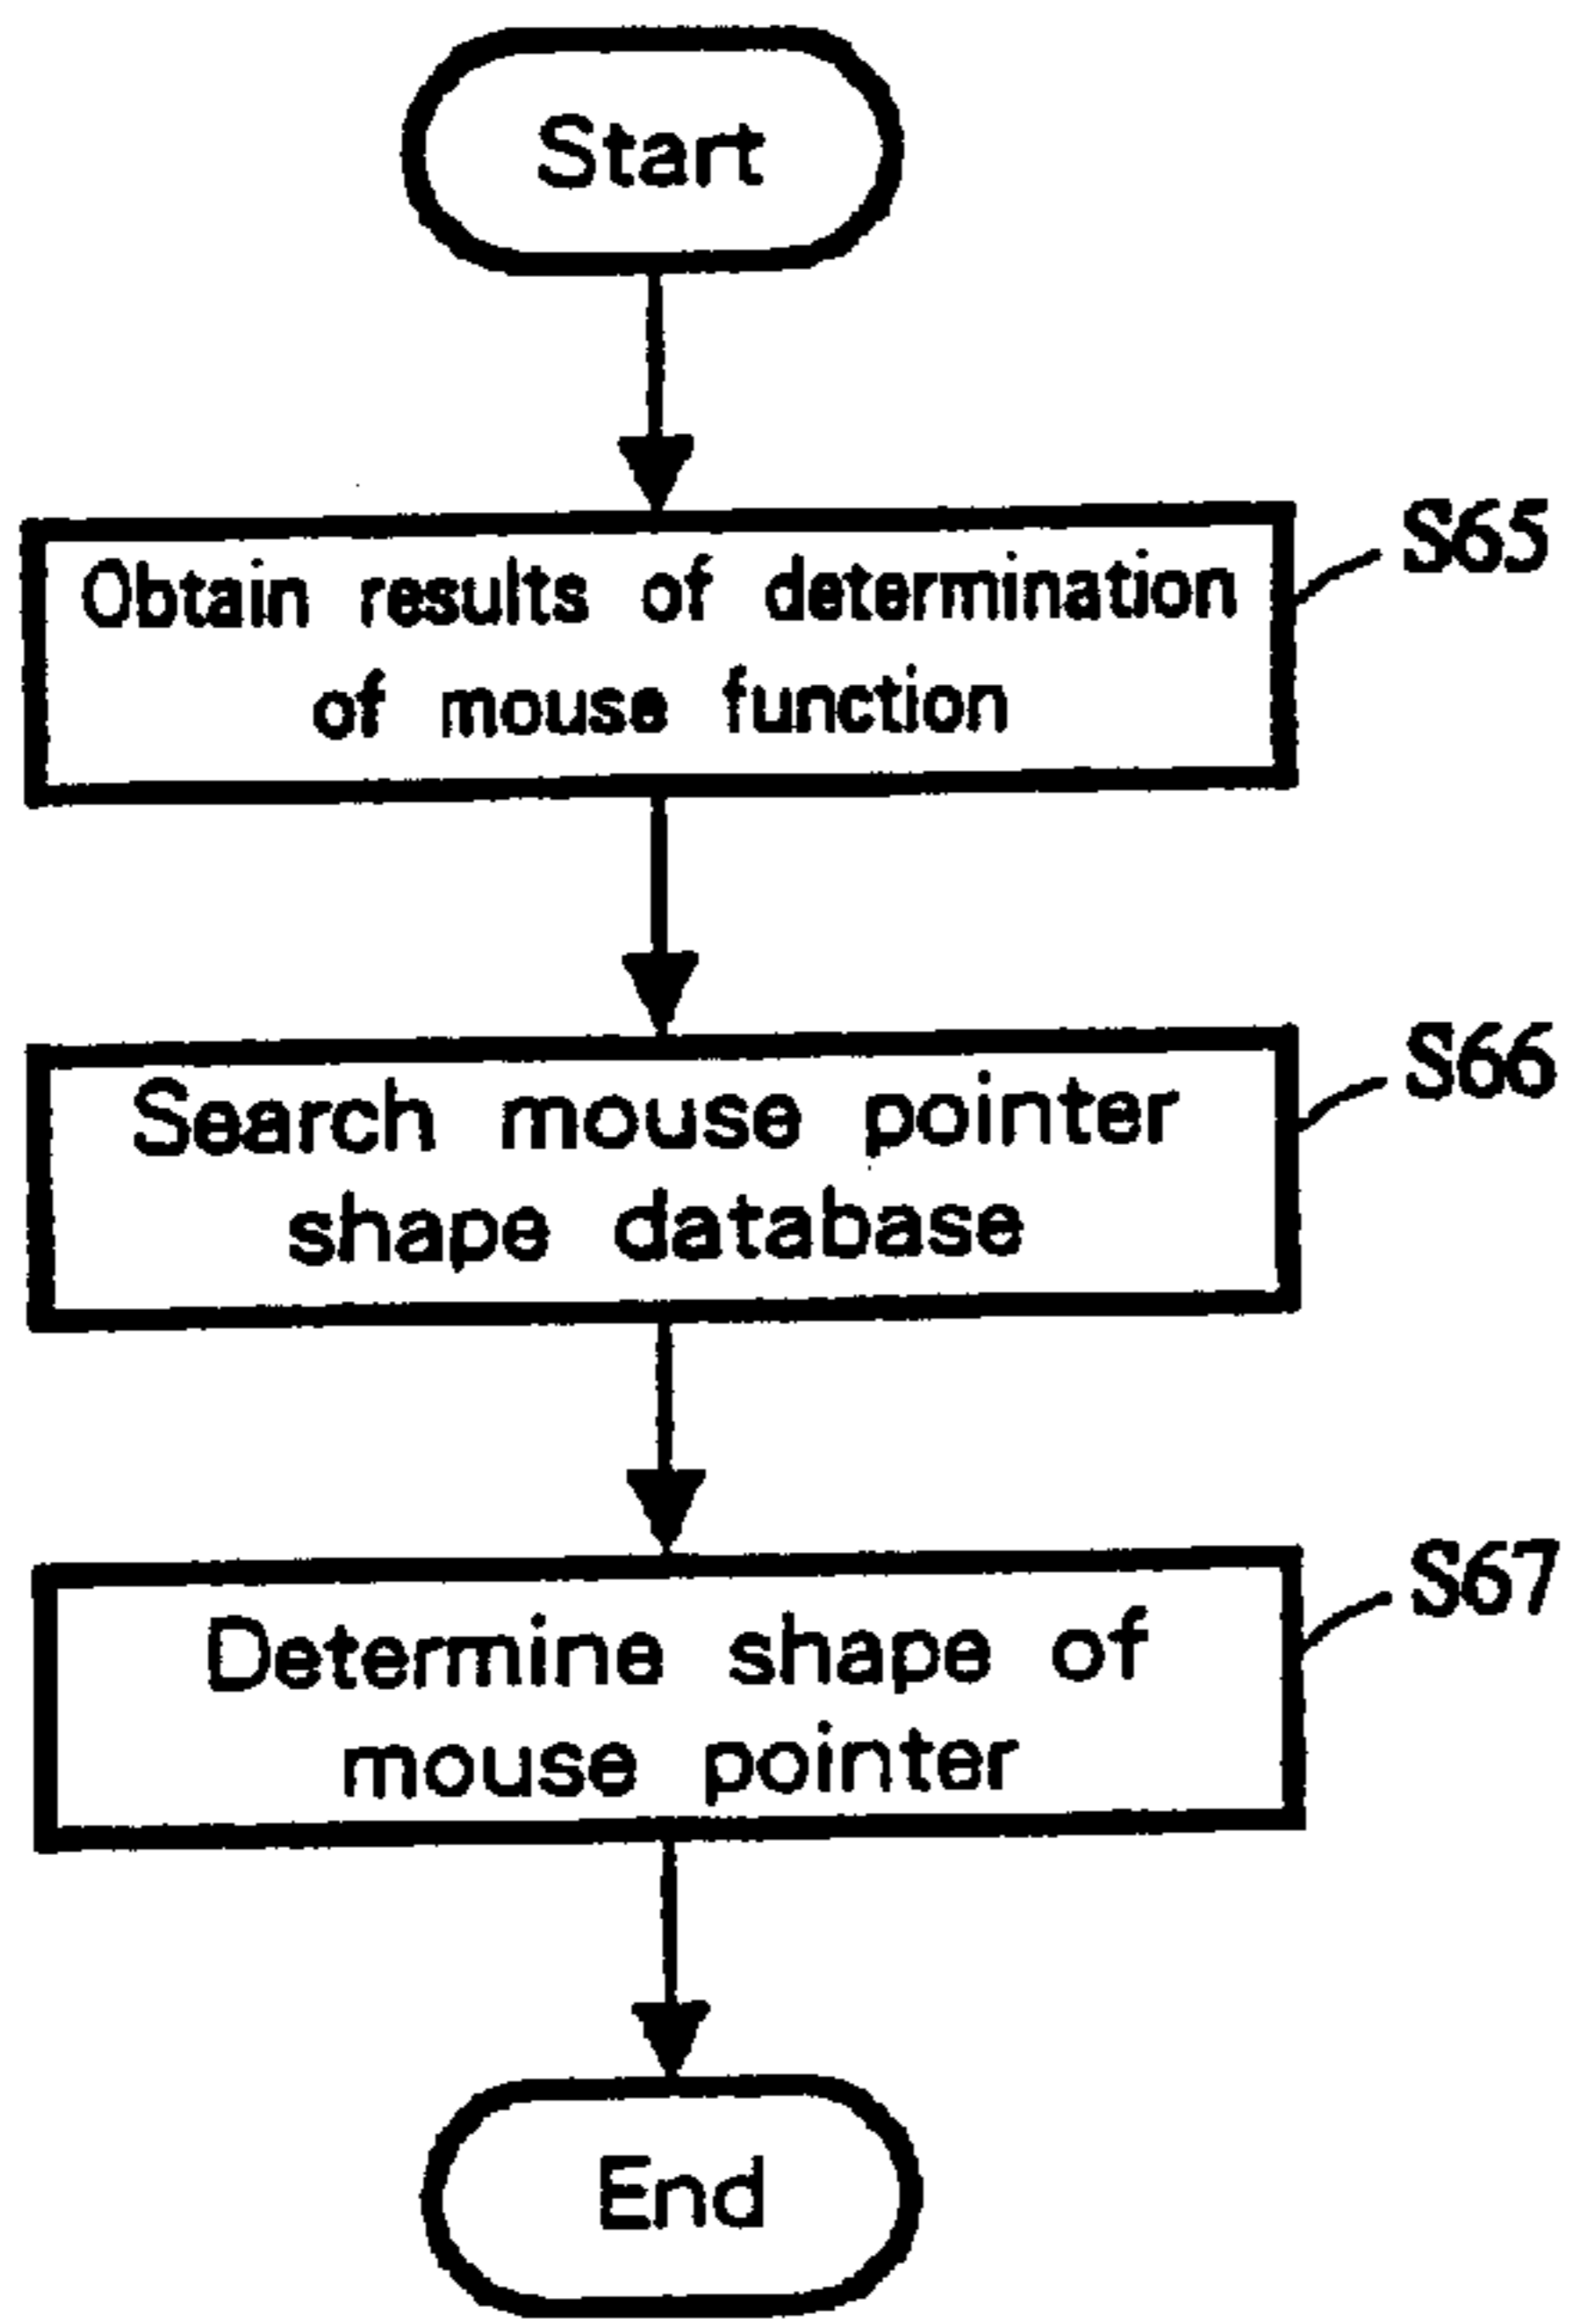 Start
Obtain results of determination
of mouse function
S65
Search mouse pointer
shape database
S66
Determine shape of
mouse pointer
S67
End